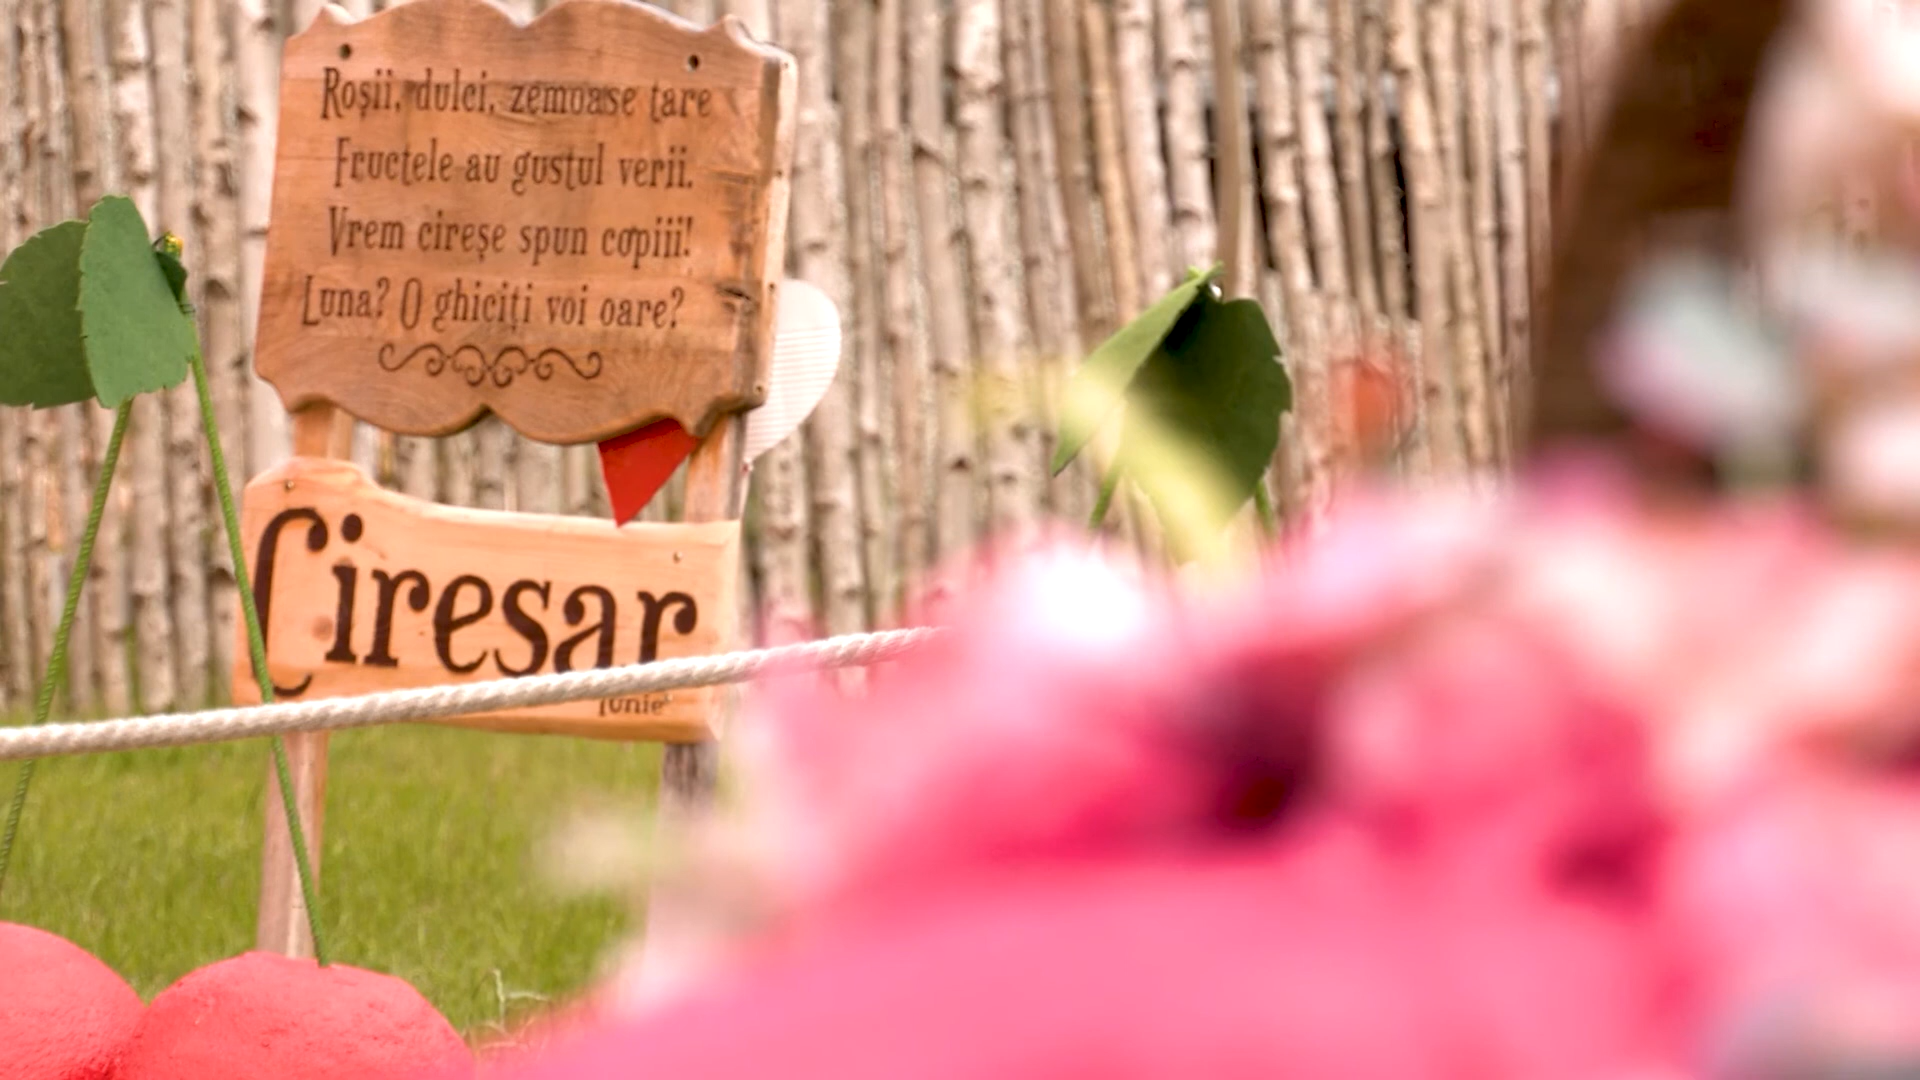 Roșii, dulci, zemoase tare
Fructele au gustul verii.
Vrem cireșe spun copiii!
Luna? O ghiciți voi oare?
Ciresar
Iunie